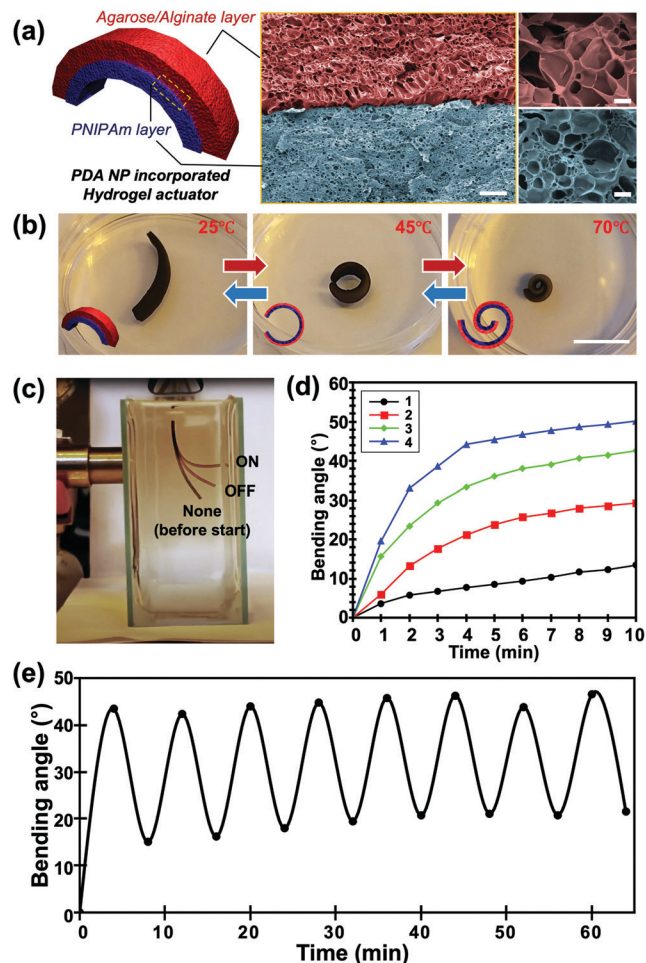 (a)
Agarose/Alginate layer
PNIPAm layer
PDA NP incorporated
Hydrogel actuator
(b)
25℃
45℃
70℃
(c)
ON
OFF
None
(before start)
(d)
Bending angle (°)
60
50
40
30
20
10
0
1
2
3
4
0 1 2 3 4 5 6 7 8 9 10
Time (min)
(e)
Bending angle (°)
50
40
30
20
10
0
0 10 20 30 40 50 60
Time (min)